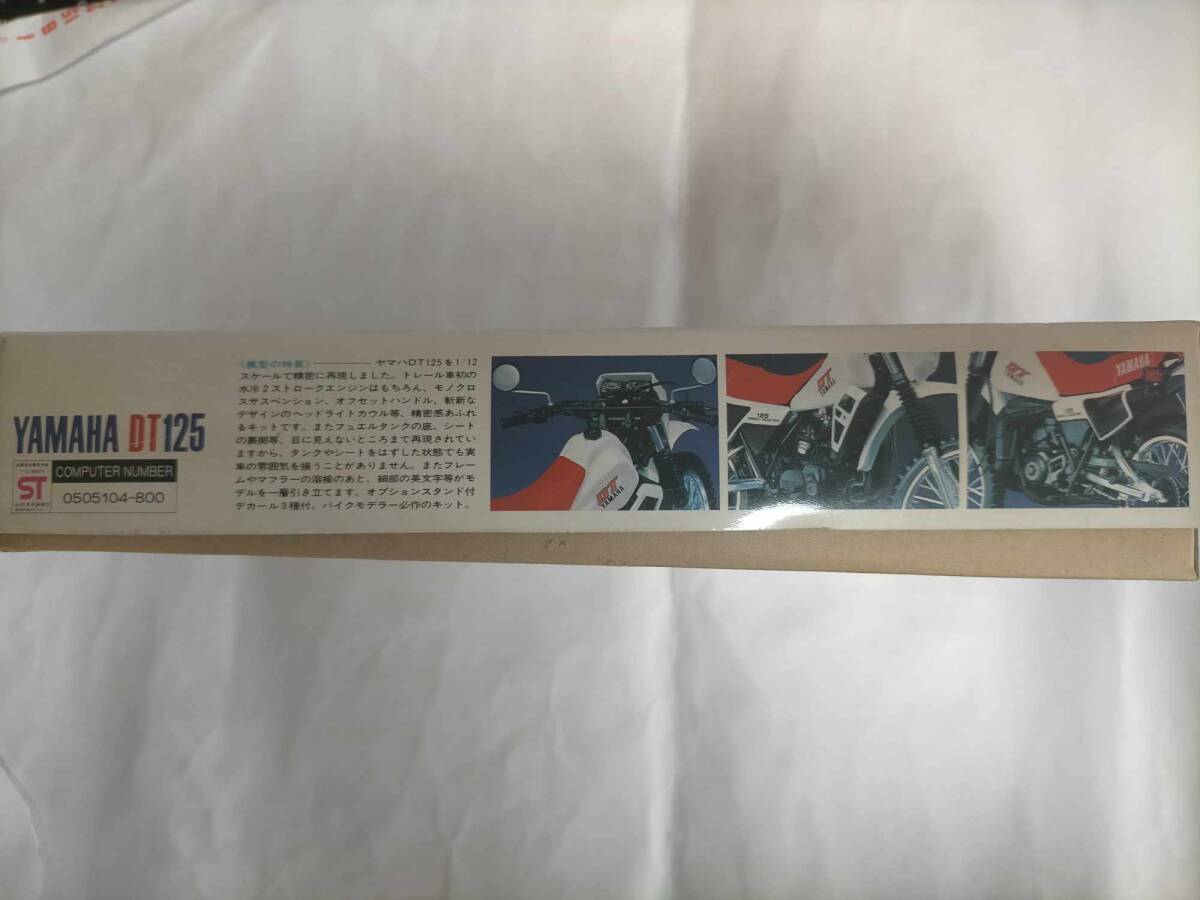 〈模型の特長〉――――ヤマハDT125を1/12
スケールで精密に再現しました。トレール車初の
水冷2ストロークエンジンはもちろん、モノクロ
スサスペンション、オフセットハンドル、斬新な
デザインのヘッドライトカウル等、精密感あふれ
るキットです。またフュエルタンクの底、シート
の裏側等、目に見えないところまで再現されてい
ますから、タンクやシートをはずした状態でも実
車の雰囲気を損うことがありません。またフレー
ムやマフラーの溶接のあと、細部の英文字等がモ
デルを一層引き立てます。オプションスタンド付
デカール3種付。バイクモデラー必作のキット。
YAMAHA DT125
ST
COMPUTER NUMBER
0505104-800
DT
YAMAHA
DT
YAMAHA
125
YAMAHA